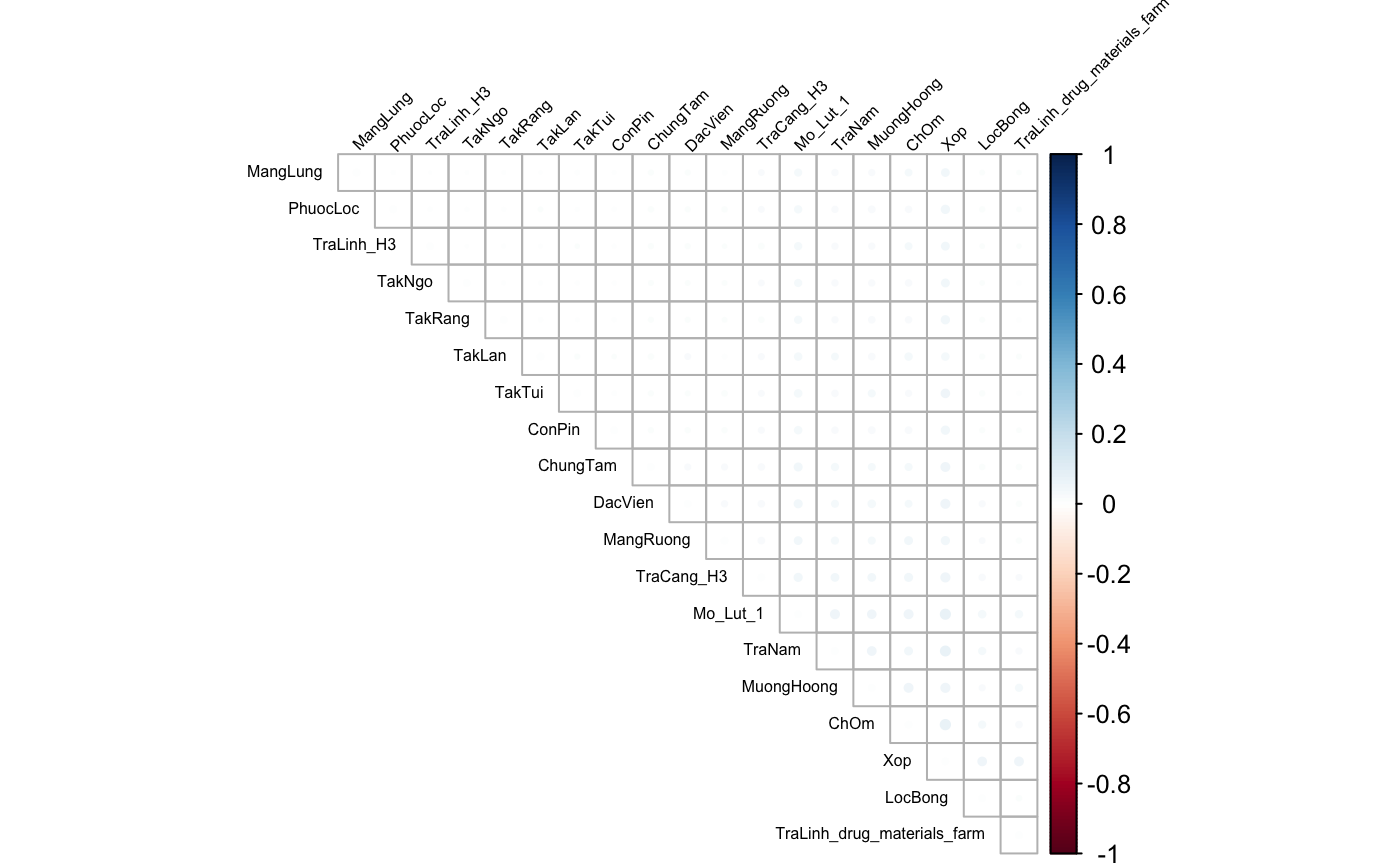 MangLung
PhuocLoc
TraLinh_H3
TakNgo
TakRang
TakLan
TakTui
ConPin
ChungTam
DacVien
MangRuong
TraCang_H3
Mo_Lut_1
TraNam
MuongHoong
ChOm
Xop
LocBong
TraLinh_drug_materials_farm
MangLung
PhuocLoc
TraLinh_H3
TakNgo
TakRang
TakLan
TakTui
ConPin
ChungTam
DacVien
MangRuong
TraCang_H3
Mo_Lut_1
TraNam
MuongHoong
ChOm
Xop
LocBong
TraLinh_drug_materials_farm
1
0.8
0.6
0.4
0.2
0
-0.2
-0.4
-0.6
-0.8
-1